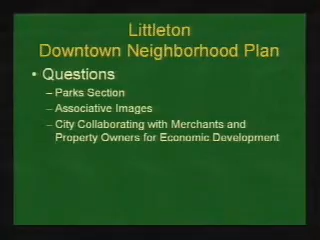 Littleton
Downtown Neighborhood Plan
• Questions
– Parks Section
– Associative Images
– City Collaborating with Merchants and
Property Owners for Economic Development